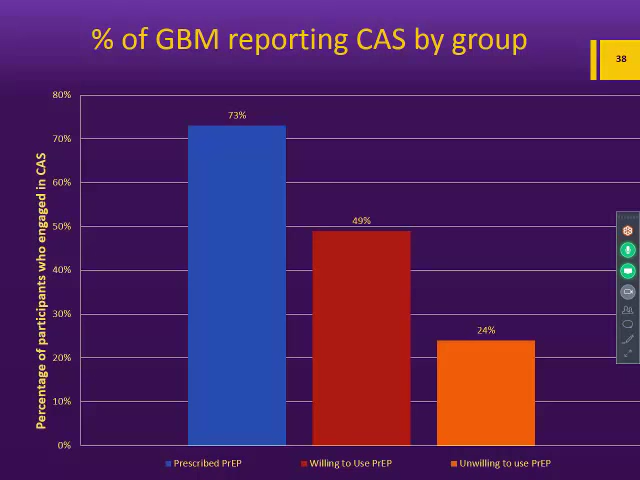 % of GBM reporting CAS by group
38
Percentage of participants who engaged in CAS
80%
70%
60%
50%
40%
30%
20%
10%
0%
73%
49%
24%
Prescribed PrEP
Willing to Use PrEP
Unwilling to use PrEP